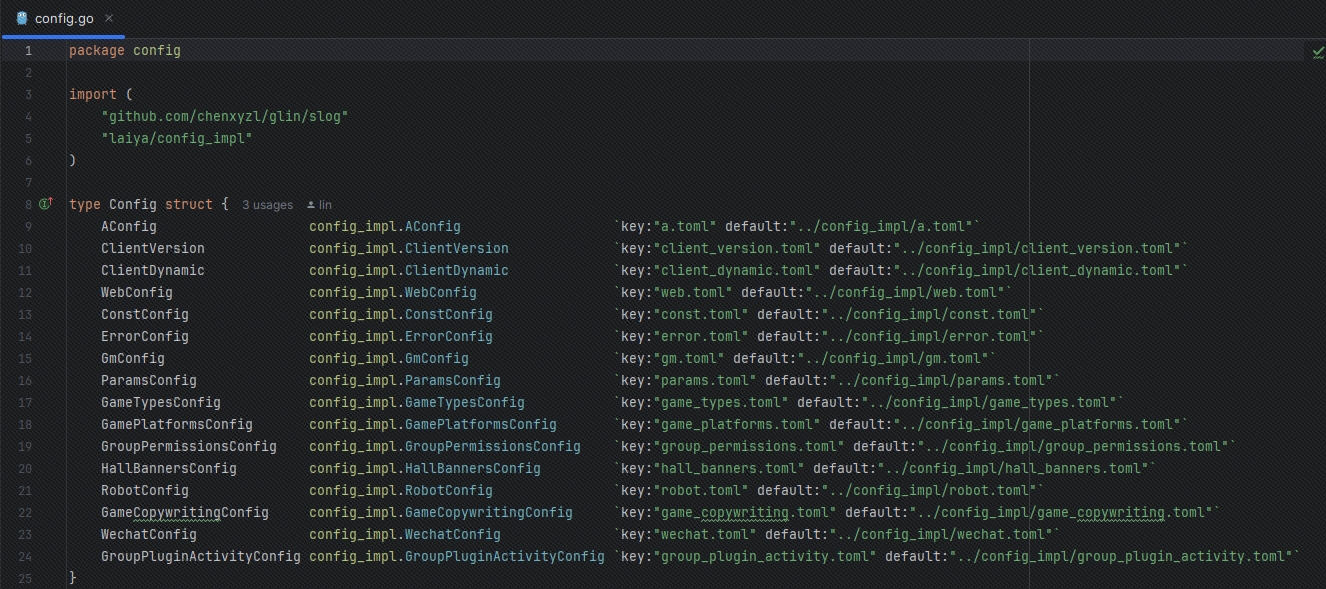 config.go
1 package config
2
3 import (
4     "github.com/chenxyzl/glin/slog"
5     "laiya/config_impl"
6 )
7
8 type Config struct { 3 usages lin
9     AConfig                   config_impl.AConfig                   `key:"a.toml" default:"../config_impl/a.toml"`
10     ClientVersion             config_impl.ClientVersion             `key:"client_version.toml" default:"../config_impl/client_version.toml"`
11     ClientDynamic             config_impl.ClientDynamic             `key:"client_dynamic.toml" default:"../config_impl/client_dynamic.toml"`
12     WebConfig                 config_impl.WebConfig                 `key:"web.toml" default:"../config_impl/web.toml"`
13     ConstConfig               config_impl.ConstConfig               `key:"const.toml" default:"../config_impl/const.toml"`
14     ErrorConfig               config_impl.ErrorConfig               `key:"error.toml" default:"../config_impl/error.toml"`
15     GmConfig                  config_impl.GmConfig                  `key:"gm.toml" default:"../config_impl/gm.toml"`
16     ParamsConfig              config_impl.ParamsConfig              `key:"params.toml" default:"../config_impl/params.toml"`
17     GameTypesConfig           config_impl.GameTypesConfig           `key:"game_types.toml" default:"../config_impl/game_types.toml"`
18     GamePlatformsConfig       config_impl.GamePlatformsConfig       `key:"game_platforms.toml" default:"../config_impl/game_platforms.toml"`
19     GroupPermissionsConfig    config_impl.GroupPermissionsConfig    `key:"group_permissions.toml" default:"../config_impl/group_permissions.toml"`
20     HallBannersConfig         config_impl.HallBannersConfig         `key:"hall_banners.toml" default:"../config_impl/hall_banners.toml"`
21     RobotConfig               config_impl.RobotConfig               `key:"robot.toml" default:"../config_impl/robot.toml"`
22     GameCopywritingConfig     config_impl.GameCopywritingConfig     `key:"game_copywriting.toml" default:"../config_impl/game_copywriting.toml"`
23     WechatConfig              config_impl.WechatConfig              `key:"wechat.toml" default:"../config_impl/wechat.toml"`
24     GroupPluginActivityConfig config_impl.GroupPluginActivityConfig `key:"group_plugin_activity.toml" default:"../config_impl/group_plugin_activity.toml"`
25 }